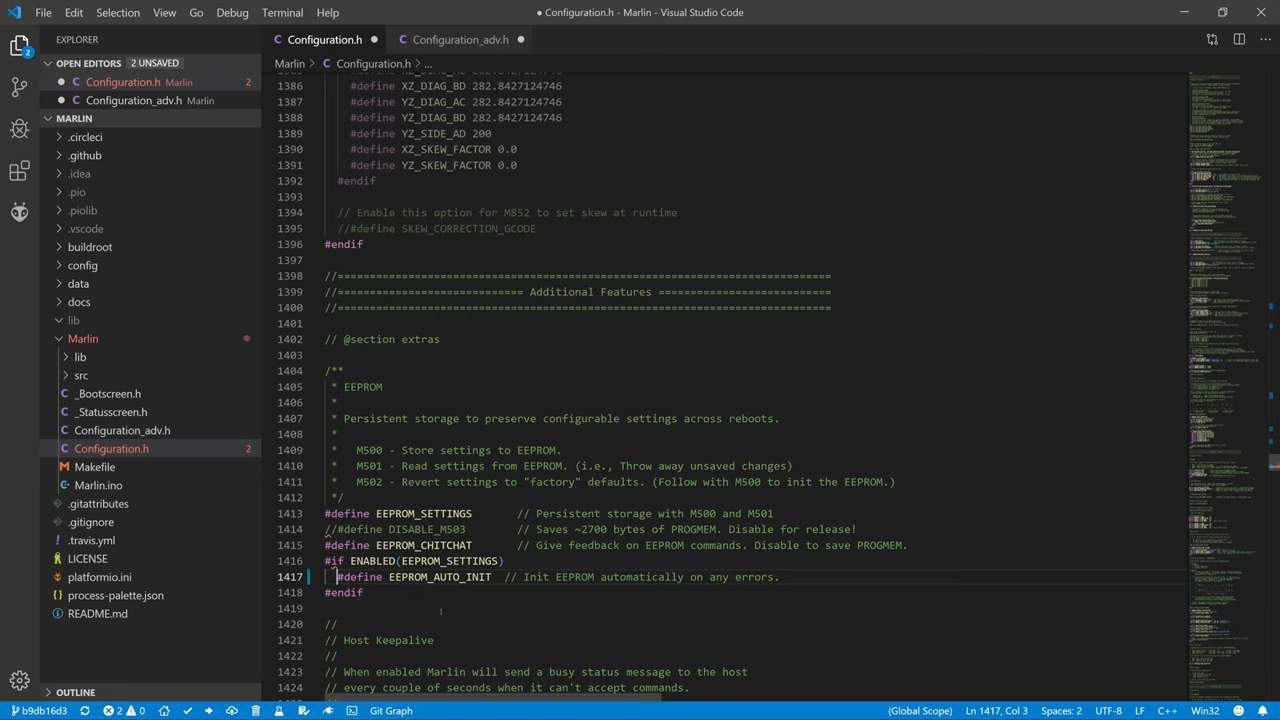 File Edit Selection View Go Debug Terminal Help
● Configuration.h - Marlin - Visual Studio Code
EXPLORER
Configuration.h
Configuration_adv.h
OPEN EDITORS 2 UNSAVED
Marlin > Configuration.h > ...
Configuration.h Marlin 2
Configuration_adv.h Marlin
MARLIN
.circleci
.github
.idea
.pio
.piolib
.vscode
buildroot
config
data
docs
lib
Marlin
lib
src
_Bootscreen.h
_Statusscreen.h
Configuration_adv.h
Configuration.h 2
Makefile
Marlin.ino
.gitattributes
.gitignore
.travis.yml
LICENSE
platformio.ini
process-palette.json
README.md
OUTLINE
1386 #define XZ_DIAG_BD 282.8427124746
1387 #define YZ_DIAG_AC 282.8427124746
1388 #define YZ_DIAG_BD 282.8427124746
1389 #define YZ_SIDE_AD 200
1390 #define XZ_SKEW_FACTOR
1391 #define YZ_SKEW_FACTOR
1392 #endif
1393
1394 // Enable this option for M852 to set skew at runtime
1395 //#define SKEW_CORRECTION_GCODE
1396 #endif
1397
1398 //=============================================================================
1399 //============================= Additional Features ===========================
1400 //=============================================================================
1401
1402 // @section extras
1403
1404 /**
1405 * EEPROM
1406 *
1407 * Persistent storage to preserve configurable settings across reboots.
1408 *
1409 * M500 - Store settings to EEPROM.
1410 * M501 - Read settings from EEPROM. (i.e., Throw away unsaved changes)
1411 * M502 - Revert settings to "factory" defaults. (Follow with M500 to init the EEPROM.)
1412 */
1413 #define EEPROM_SETTINGS // Persistent storage with M500 and M501
1414 //#define DISABLE_M503 // Saves ~2700 bytes of PROGMEM. Disable for release!
1415 #define EEPROM_CHITCHAT // Give feedback on EEPROM commands. Disable to save PROGMEM.
1416 #if ENABLED(EEPROM_SETTINGS)
1417 #define EEPROM_AUTO_INIT // Init EEPROM automatically on any errors.
1418 #endif
1419
1420 //
1421 // Host Keepalive
1422 //
1423 // When enabled Marlin will send a busy status message to the host
1424 // every couple of seconds when it can't accept commands.
b9db16d3 2 0 Git Graph (Global Scope) Ln 1417, Col 3 Spaces: 2 UTF-8 LF C++ Win32